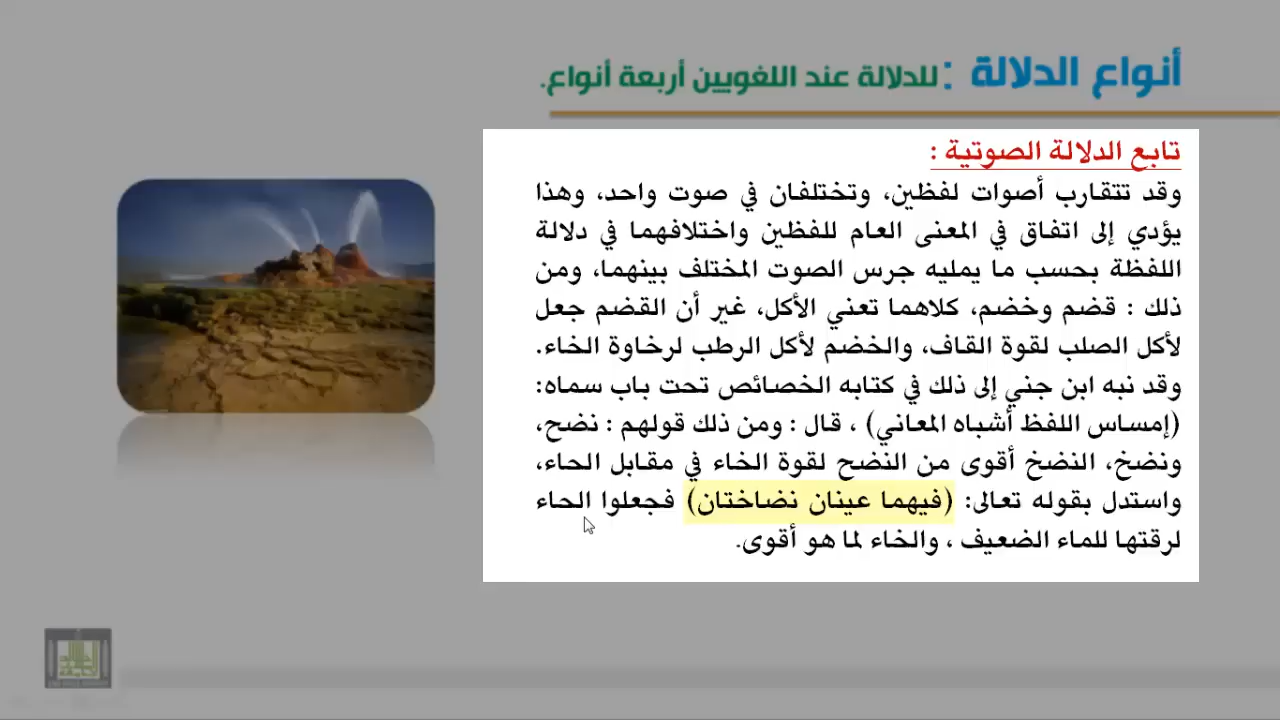 أنواع الدلالة : للدلالة عند اللغويين أربعة أنواع.
تابع الدلالة الصوتية :
وقد تتقارب أصوات لفظين، وتختلفان في صوت واحد، وهذا
يؤدي إلى اتفاق في المعنى العام للفظين واختلافهما في دلالة
اللفظة بحسب ما يمليه جرس الصوت المختلف بينهما، ومن
ذلك : قضم وخضم، كلاهما تعني الأكل، غير أن القضم جعل
لأكل الصلب لقوة القاف، والخضم لأكل الرطب لرخاوة الخاء.
وقد نبه ابن جني إلى ذلك في كتابه الخصائص تحت باب سماه:
(إمساس اللفظ أشباه المعاني) ، قال : ومن ذلك قولهم : نضح،
ونضخ، النضخ أقوى من النضح لقوة الخاء في مقابل الحاء،
واستدل بقوله تعالى: (فيهما عينان نضاختان) فجعلوا الحاء
لرقتها للماء الضعيف ، والخاء لما هو أقوى.